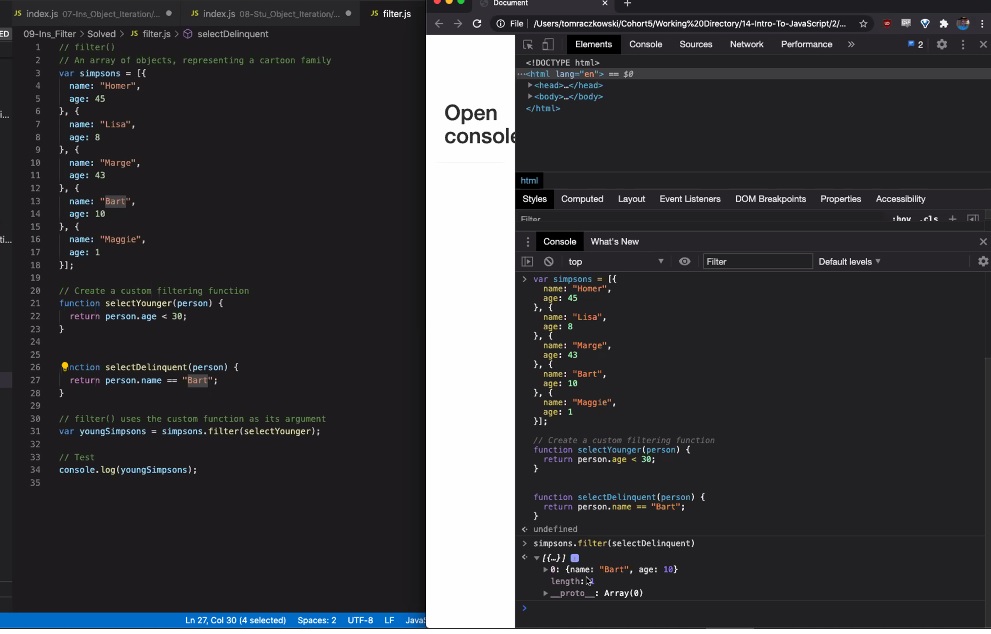 index.js 07-Ins_Object_Iteration/...
index.js 08-Stu_Object_Iteration/...
JS filter.js
09-Ins_Filter > Solved > JS filter.js > selectDelinquent
1 // filter()
2 // An array of objects, representing a cartoon family
3 var simpsons = [{
4 name: "Homer",
5 age: 45
6 }, {
7 name: "Lisa",
8 age: 8
9 }, {
10 name: "Marge",
11 age: 43
12 }, {
13 name: "Bart",
14 age: 10
15 }, {
16 name: "Maggie",
17 age: 1
18 }];
19
20 // Create a custom filtering function
21 function selectYounger(person) {
22 return person.age < 30;
23 }
24
25
26 nction selectDelinquent(person) {
27 return person.name == "Bart";
28 }
29
30 // filter() uses the custom function as its argument
31 var youngSimpsons = simpsons.filter(selectYounger);
32
33 // Test
34 console.log(youngSimpsons);
35
Ln 27, Col 30 (4 selected) Spaces: 2 UTF-8 LF Java
Document
File | /Users/tomraczkowski/Cohort5/Working%20Directory/14-Intro-To-JavaScript/2/...
Open
console
Elements Console Sources Network Performance » 2
<!DOCTYPE html>
...<html lang="en"> == $0
<head>…</head>
<body>…</body>
</html>
html
Styles Computed Layout Event Listeners DOM Breakpoints Properties Accessibility
Filter :hov .cls +
Console What's New
top Filter Default levels
> var simpsons = [{
name: "Homer",
age: 45
}, {
name: "Lisa",
age: 8
}, {
name: "Marge",
age: 43
}, {
name: "Bart",
age: 10
}, {
name: "Maggie",
age: 1
}];
// Create a custom filtering function
function selectYounger(person) {
return person.age < 30;
}
function selectDelinquent(person) {
return person.name == "Bart";
}
undefined
> simpsons.filter(selectDelinquent)
[{…}]
0: {name: "Bart", age: 10}
length: 1
__proto__: Array(0)
>